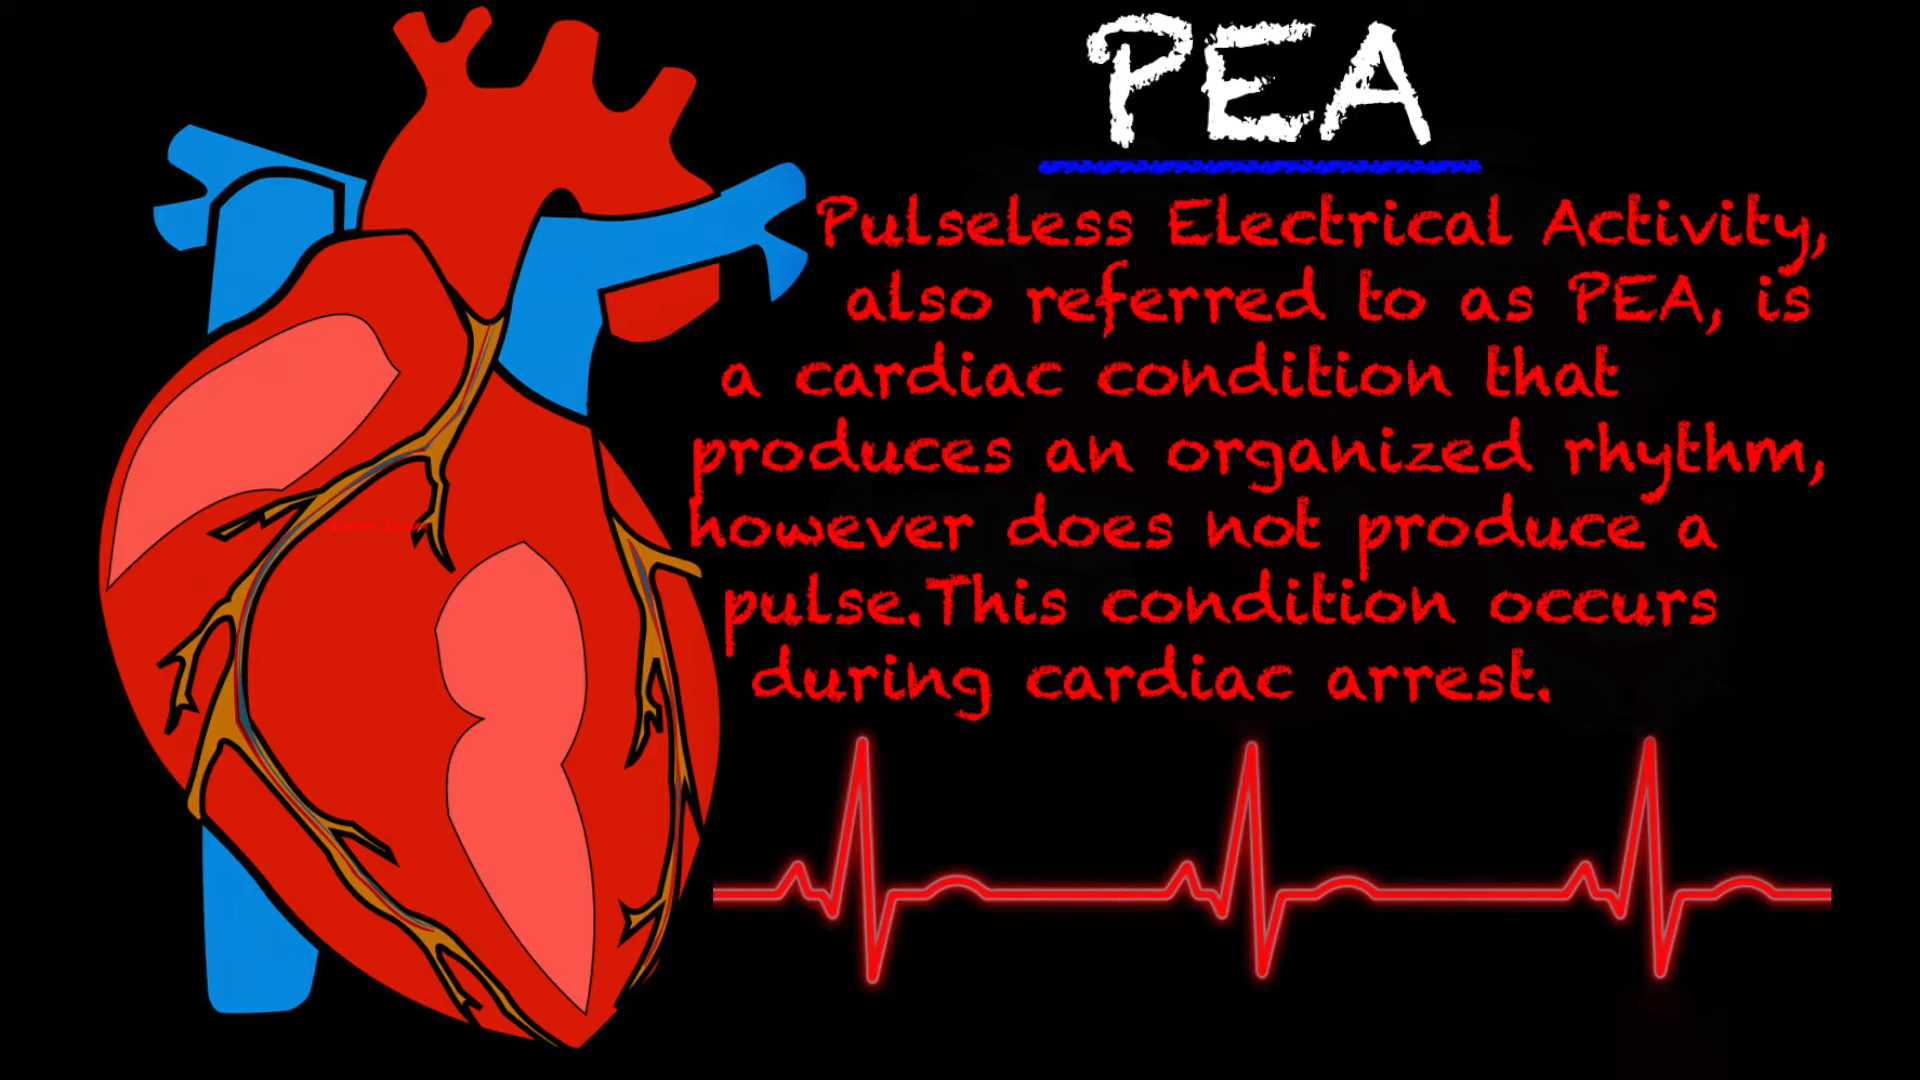 PEA
Pulseless Electrical Activity,
also referred to as PEA, is
a cardiac condition that
produces an organized rhythm,
however does not produce a
pulse.This condition occurs
during cardiac arrest.